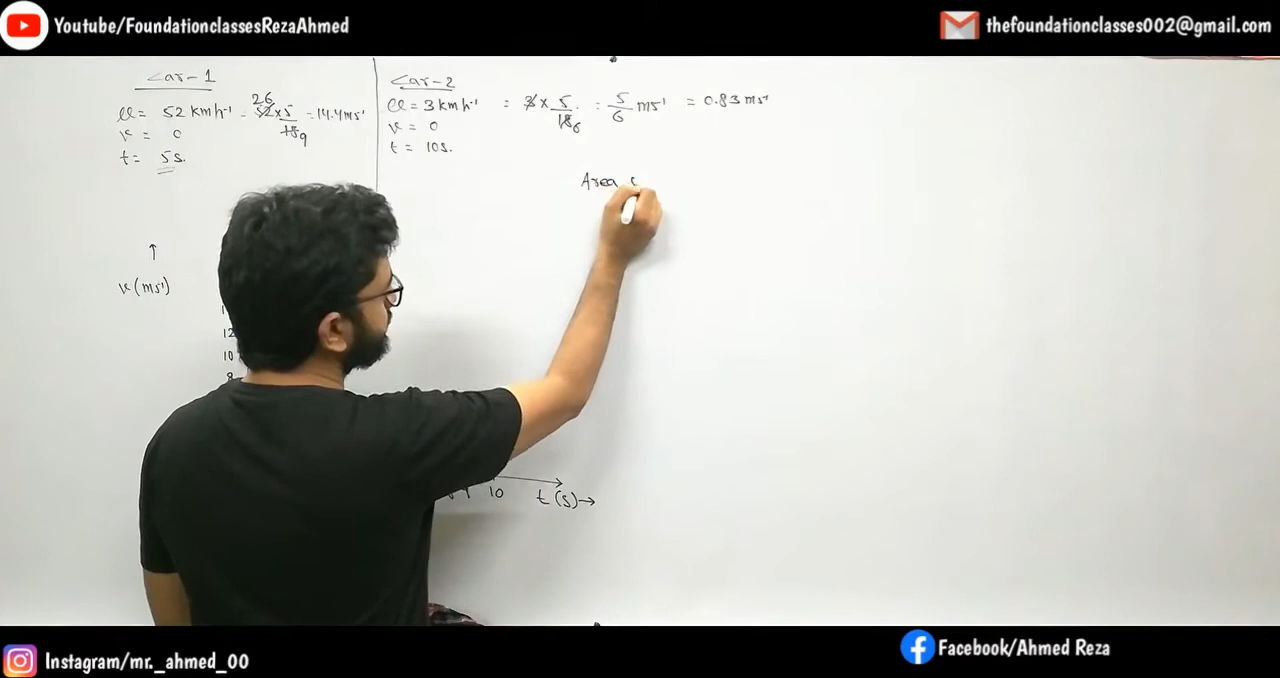 Youtube/FoundationclassesRezaAhmed
thefoundationclasses002@gmail.com
Car-1
u = 52 kmh⁻¹ = 26 52 × 5 / 18 9 = 14.4 ms⁻¹
v = 0
t = 5s.
Car-2
u = 3 kmh⁻¹ = 3 × 5 / 18 6 = 5/6 ms⁻¹ = 0.83 ms⁻¹
v = 0
t = 10s.
Area
↑
v (ms⁻¹)
12
10
8
10
t (s) →
Instagram/mr._ahmed_00
Facebook/Ahmed Reza